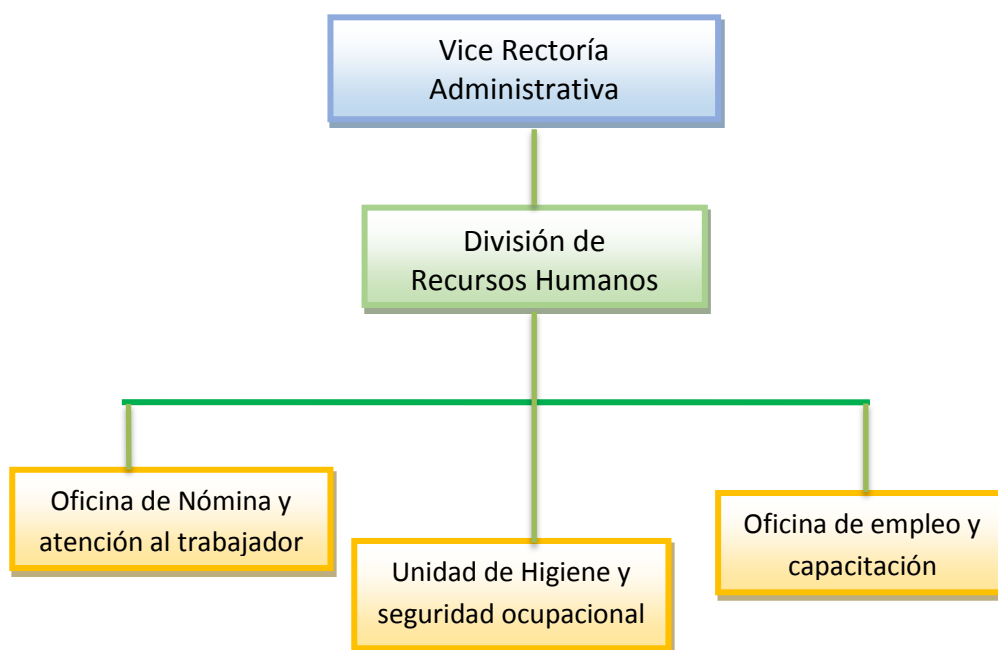 Vice Rectoría
Administrativa
División de
Recursos Humanos
Oficina de Nómina y
atención al trabajador
Unidad de Higiene y
seguridad ocupacional
Oficina de empleo y
capacitación